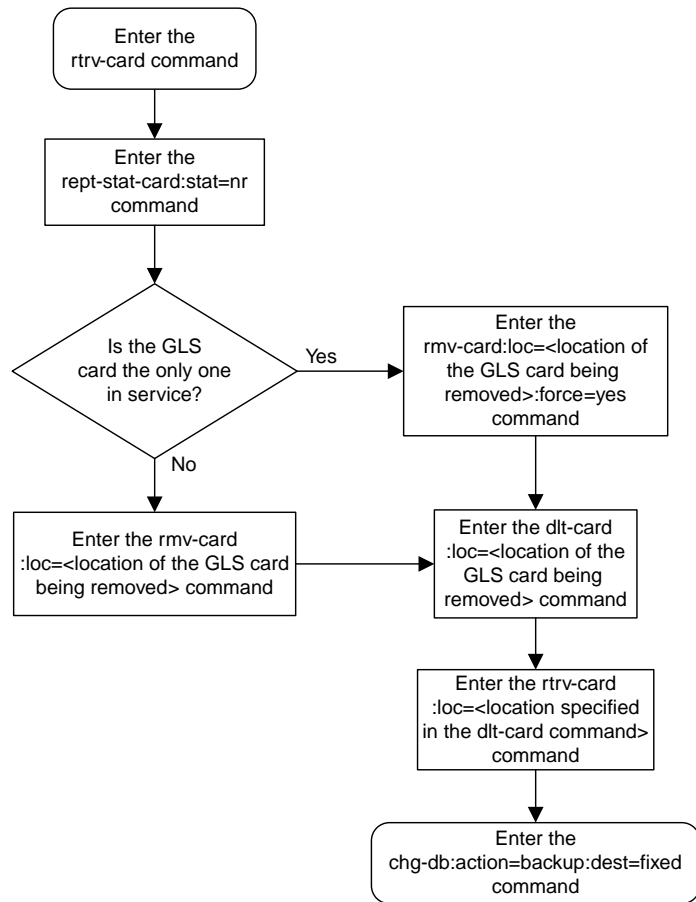 Enter the
rtrv-card command
Enter the
rept-stat-card:stat=nr
command
Is the GLS
card the only one
in service?
Yes
Enter the
rmv-card:loc=<location of
the GLS card being
removed>:force=yes
command
No
Enter the rmv-card
:loc=<location of the GLS card
being removed> command
Enter the dlt-card
:loc=<location of the
GLS card being
removed> command
Enter the rtrv-card
:loc=<location specified
in the dlt-card command>
command
Enter the
chg-db:action=backup:dest=fixed
command